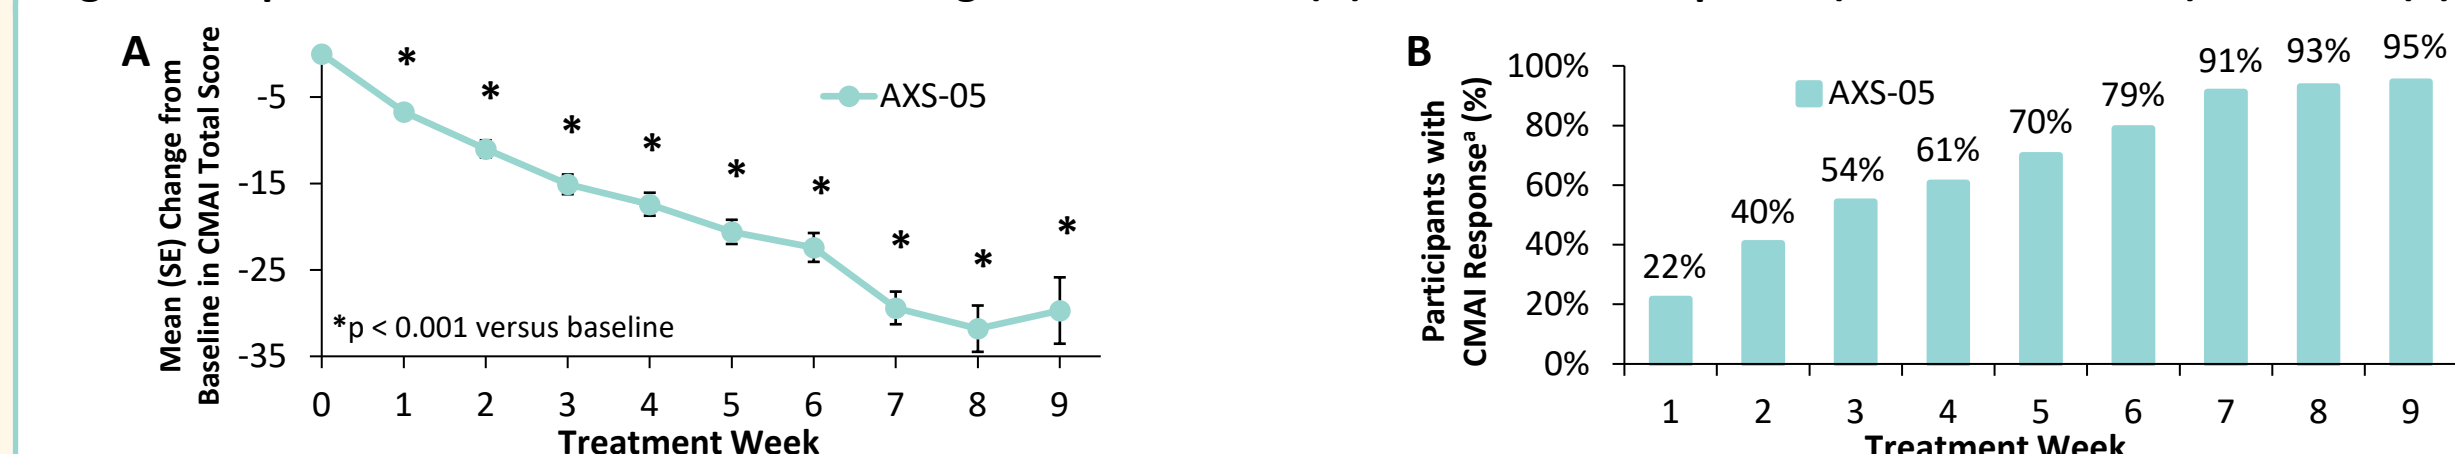 A
Mean (SE) Change from
Baseline in CMAI Total Score
-5
-15
-25
-35
* * * * * * * * *
AXS-05
*p < 0.001 versus baseline
0 1 2 3 4 5 6 7 8 9
Treatment Week
B
Participants with
CMAI Responseᵃ (%)
100%
80%
60%
40%
20%
0%
AXS-05
22% 40% 54% 61% 70% 79% 91% 93% 95%
1 2 3 4 5 6 7 8 9
Treatment Week